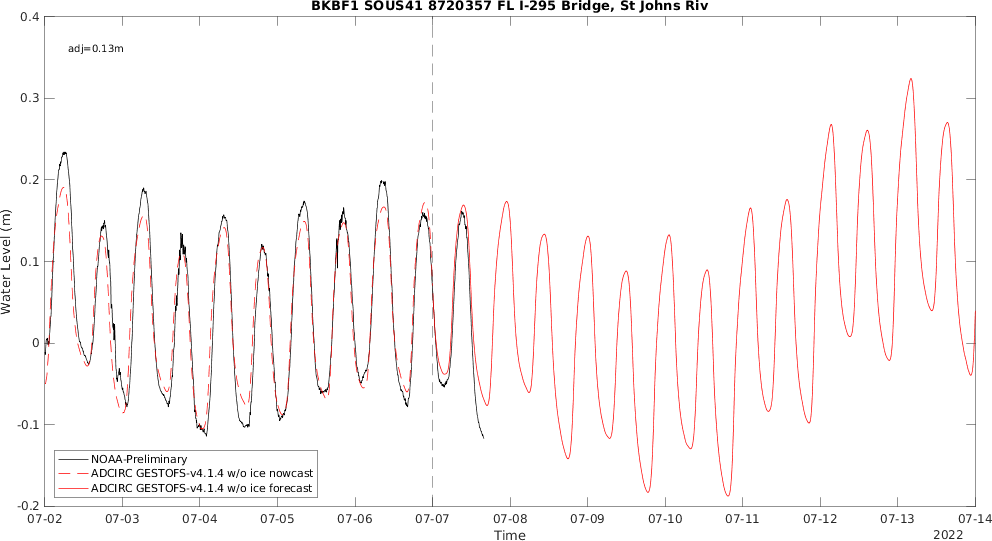 BKBF1 SOUS41 8720357 FL I-295 Bridge, St Johns Riv
adj=0.13m
0.4
0.3
0.2
0.1
0
-0.1
-0.2
Water Level (m)
NOAA-Preliminary
ADCIRC GESTOFS-v4.1.4 w/o ice nowcast
ADCIRC GESTOFS-v4.1.4 w/o ice forecast
07-02 07-03 07-04 07-05 07-06 07-07 07-08 07-09 07-10 07-11 07-12 07-13 07-14
Time
2022